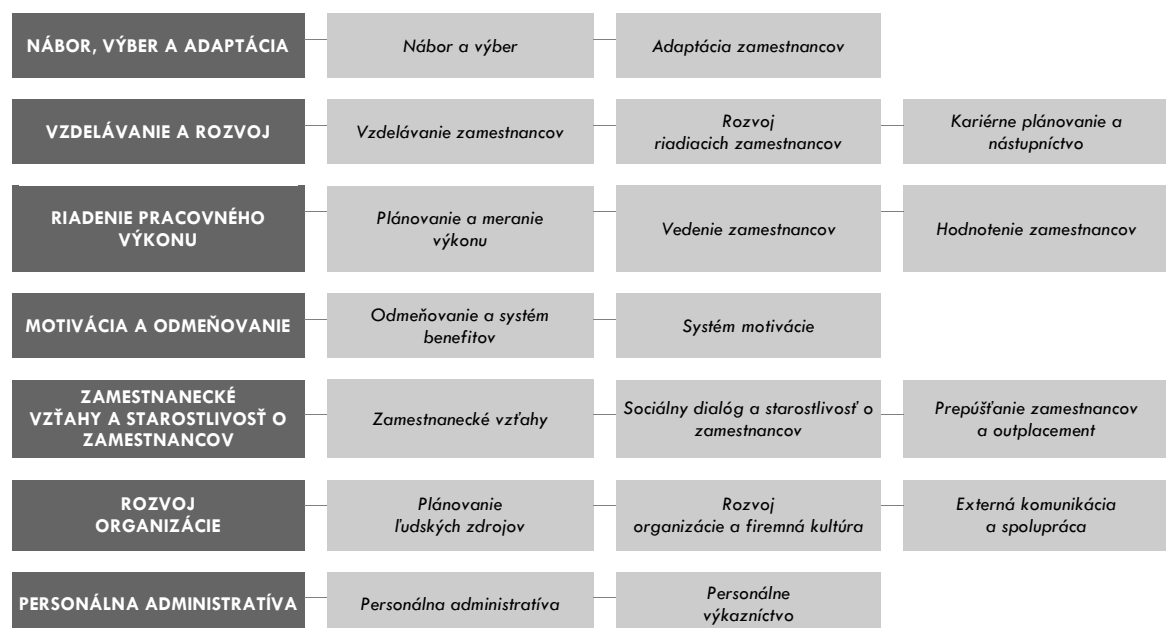 NÁBOR, VÝBER A ADAPTÁCIA
Nábor a výber
Adaptácia zamestnancov
VZDELÁVANIE A ROZVOJ
Vzdelávanie zamestnancov
Rozvoj
riadiacich zamestnancov
Kariérne plánovanie a
nástupníctvo
RIADENIE PRACOVNÉHO
VÝKONU
Plánovanie a meranie
výkonu
Vedenie zamestnancov
Hodnotenie zamestnancov
MOTIVÁCIA A ODMEŇOVANIE
Odmeňovanie a systém
benefitov
Systém motivácie
ZAMESTNANECKÉ
VZŤAHY A STAROSTLIVOSŤ O
ZAMESTNANCOV
Zamestnanecké vzťahy
Sociálny dialóg a starostlivosť o
zamestnancov
Prepúšťanie zamestnancov
a outplacement
ROZVOJ
ORGANIZÁCIE
Plánovanie
ľudských zdrojov
Rozvoj
organizácie a firemná kultúra
Externá komunikácia
a spolupráca
PERSONÁLNA ADMINISTRATÍVA
Personálna administratíva
Personálne
výkazníctvo